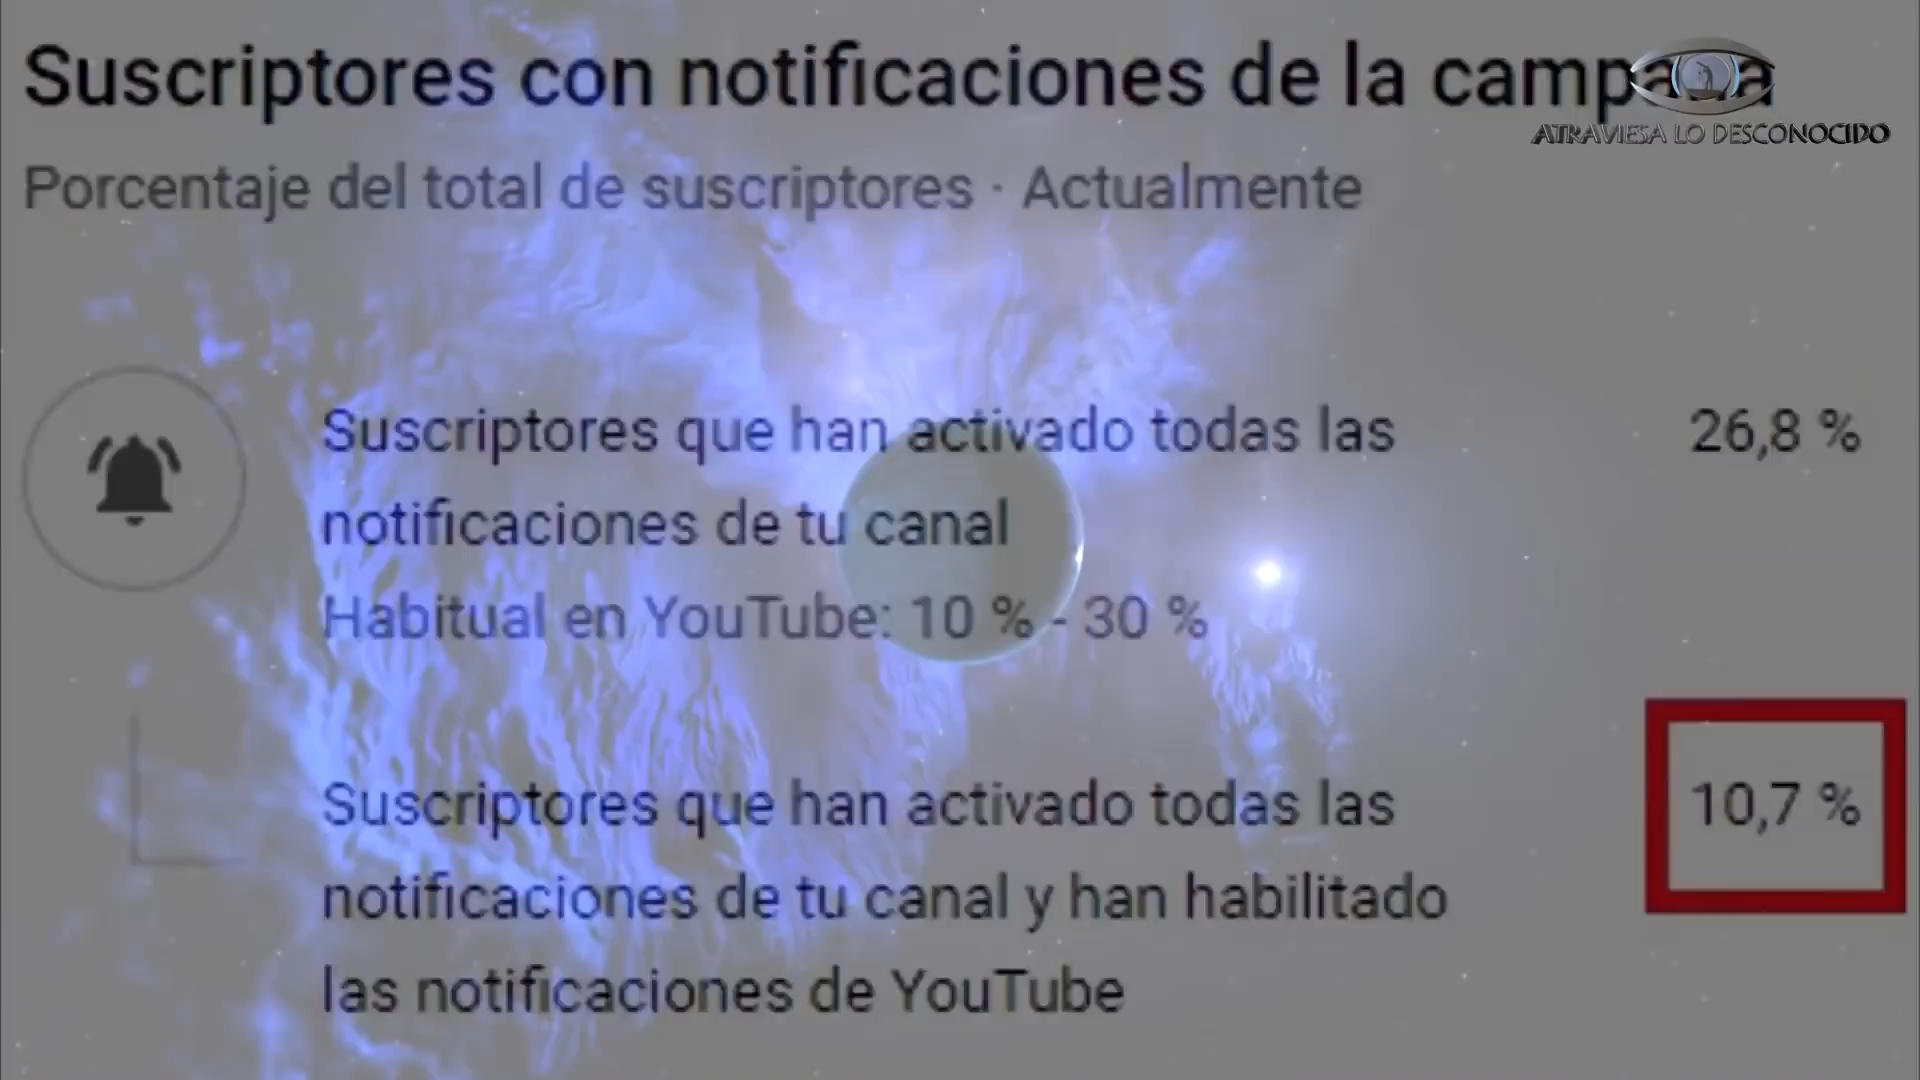 Suscriptores con notificaciones de la campana
ATRAVIESA LO DESCONOCIDO
Porcentaje del total de suscriptores · Actualmente
Suscriptores que han activado todas las 26,8 %
notificaciones de tu canal
Habitual en YouTube: 10 % - 30 %
Suscriptores que han activado todas las 10,7 %
notificaciones de tu canal y han habilitado
las notificaciones de YouTube